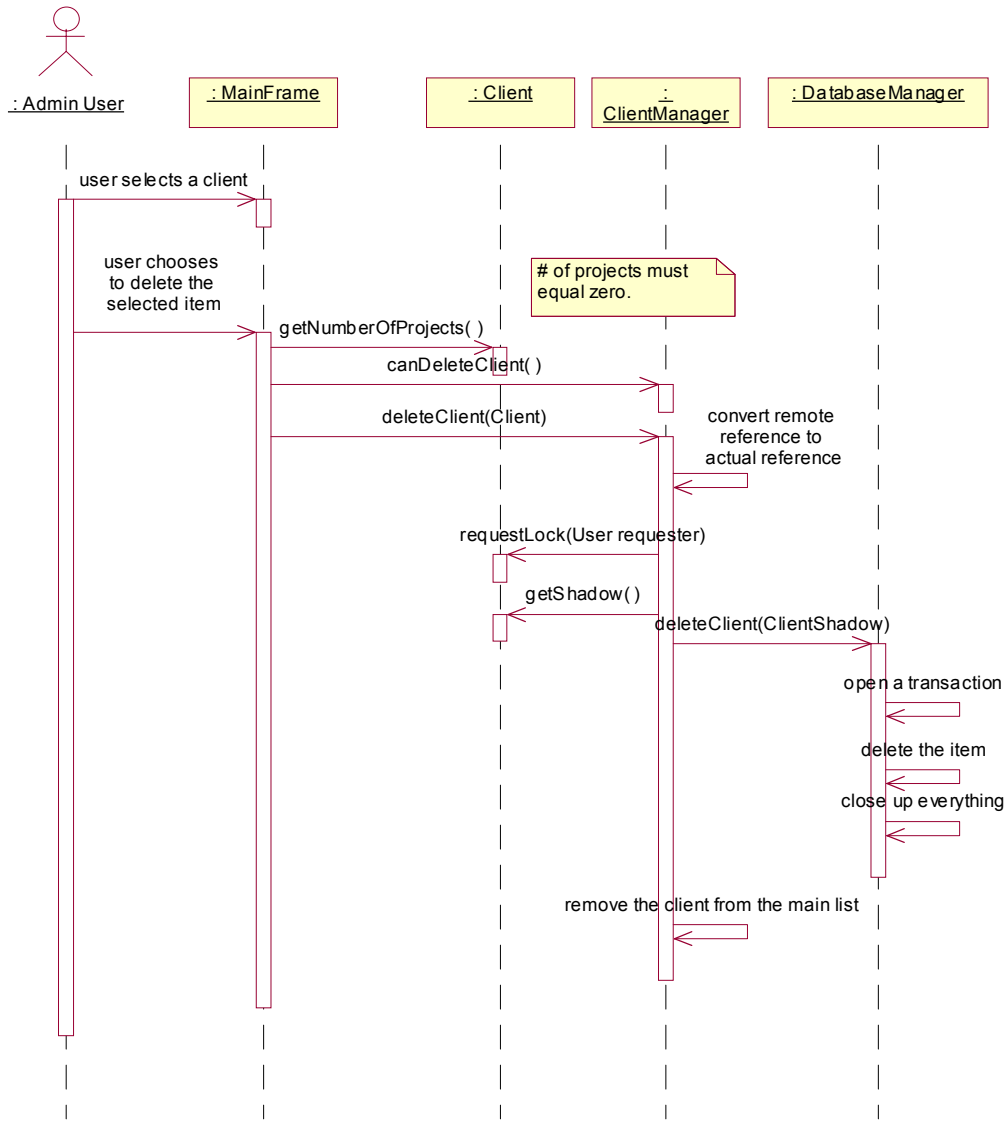 : Admin User
: MainFrame
: Client
:
ClientManager
: DatabaseManager
user selects a client
user chooses
to delete the
selected item
# of projects must
equal zero.
getNumberOfProjects( )
canDeleteClient( )
deleteClient(Client)
convert remote
reference to
actual reference
requestLock(User requester)
getShadow( )
deleteClient(ClientShadow)
open a transaction
delete the item
close up everything
remove the client from the main list